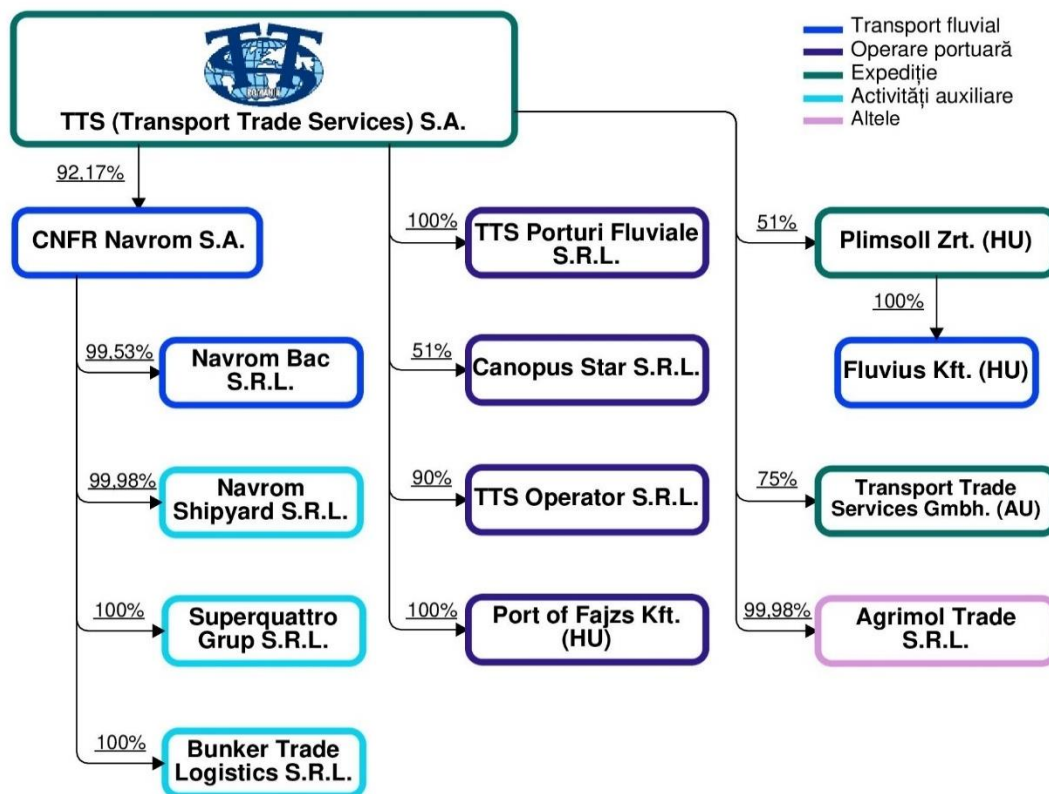 ROMANIA
TTS (Transport Trade Services) S.A.
Transport fluvial
Operare portuară
Expediție
Activități auxiliare
Altele
92,17%
CNFR Navrom S.A.
99,53%
Navrom Bac
S.R.L.
99,98%
Navrom
Shipyard S.R.L.
100%
Superquattro
Grup S.R.L.
100%
Bunker Trade
Logistics S.R.L.
100%
TTS Porturi Fluviale
S.R.L.
51%
Canopus Star S.R.L.
90%
TTS Operator S.R.L.
100%
Port of Fajzs Kft.
(HU)
51%
Plimsoll Zrt. (HU)
100%
Fluvius Kft. (HU)
75%
Transport Trade
Services Gmbh. (AU)
99,98%
Agrimol Trade
S.R.L.